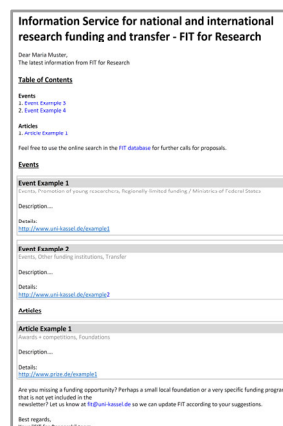 Information Service for national and international
research funding and transfer - FIT for Research
Dear Maria Muster,
The latest information from FIT for Research
Table of Contents
Events
1. Event Example 3
2. Event Example 4
Articles
1. Article Example 1
Feel free to use the online search in the FIT database for further calls for proposals.
Events
Event Example 1
Events, Promotion of young researchers, Regionally limited funding / Ministries of Federal States
Description....
Details:
http://www.uni-kassel.de/example1
Event Example 2
Events, Other funding institutions, Transfer
Description....
Details:
http://www.uni-kassel.de/example2
Articles
Article Example 1
Awards + competitions, Foundations
Description....
Details:
http://www.prize.de/example1
Are you missing a funding opportunity? Perhaps a small local foundation or a very specific funding program
that is not yet included in the
newsletter? Let us know at fit@uni-kassel.de so we can update FIT according to your suggestions.
Best regards,